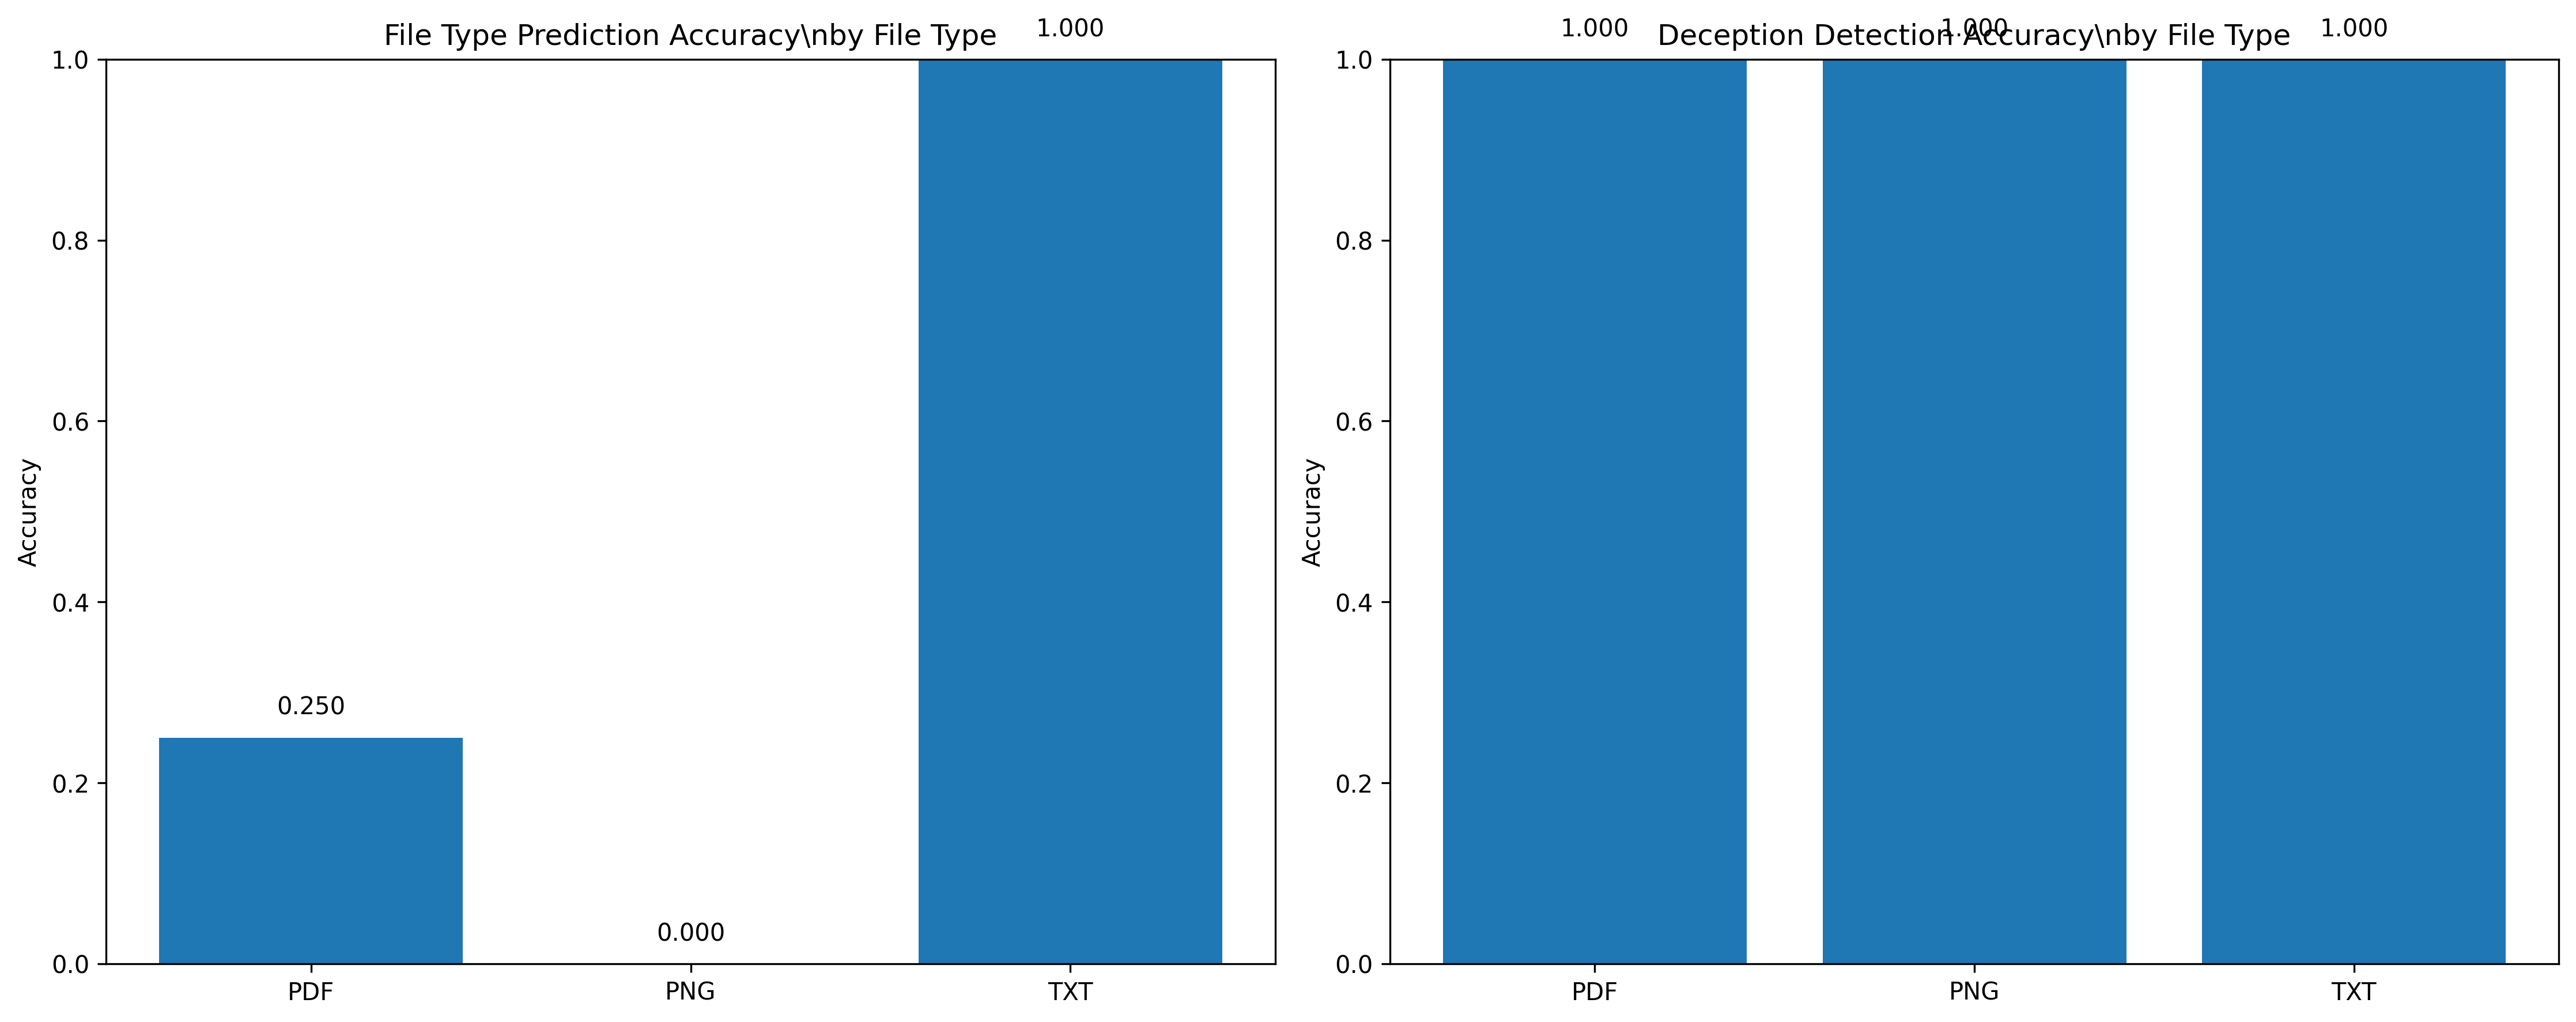 File Type Prediction Accuracy\nby File Type
1.000
1.0
0.8
0.6
0.4
0.2
0.0
Accuracy
0.250
0.000
PDF
PNG
TXT
Deception Detection Accuracy\nby File Type
1.000
1.000
1.000
1.0
0.8
0.6
0.4
0.2
0.0
Accuracy
PDF
PNG
TXT